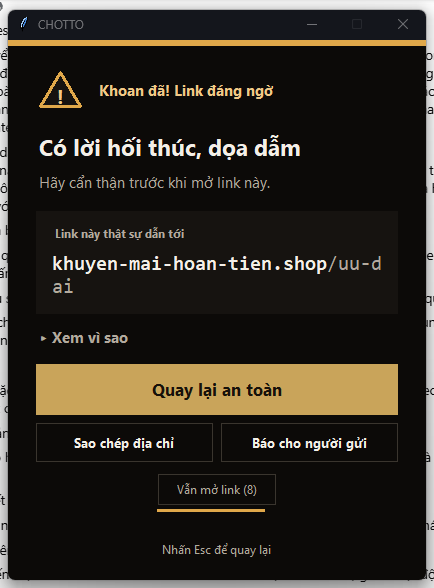 CHOTTO
!
Khoan đã! Link đáng ngờ
Có lời hối thúc, dọa dẫm
Hãy cẩn thận trước khi mở link này.
Link này thật sự dẫn tới
khuyen-mai-hoan-tien.shop/uu-d
ai
▸ Xem vì sao
Quay lại an toàn
Sao chép địa chỉ
Báo cho người gửi
Vẫn mở link (8)
Nhấn Esc để quay lại